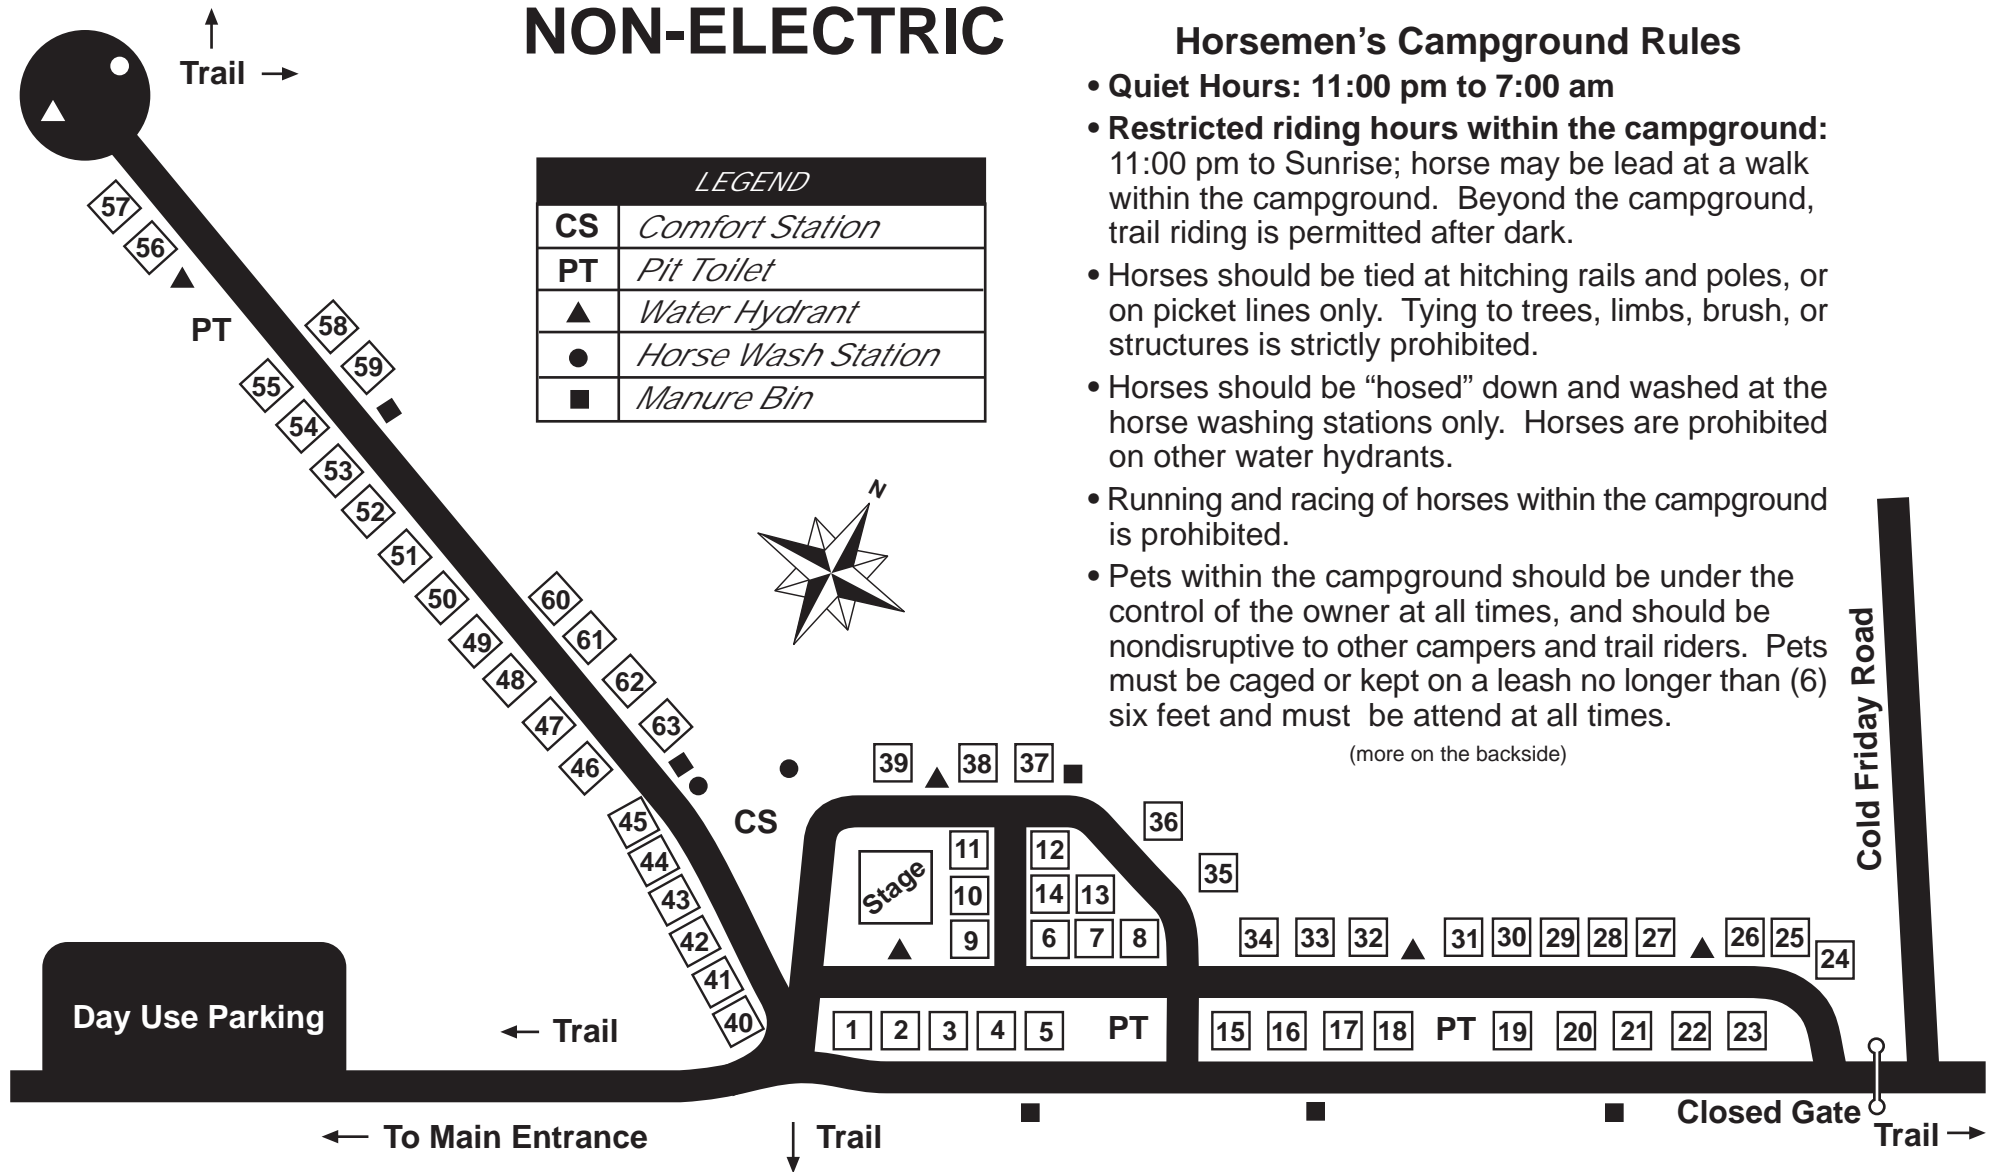 NON-ELECTRIC
Trail
LEGEND
CS Comfort Station
PT Pit Toilet
Water Hydrant
Horse Wash Station
Manure Bin
Horsemen’s Campground Rules
• Quiet Hours: 11:00 pm to 7:00 am
• Restricted riding hours within the campground:
11:00 pm to Sunrise; horse may be lead at a walk
within the campground. Beyond the campground,
trail riding is permitted after dark.
• Horses should be tied at hitching rails and poles, or
on picket lines only. Tying to trees, limbs, brush, or
structures is strictly prohibited.
• Horses should be “hosed” down and washed at the
horse washing stations only. Horses are prohibited
on other water hydrants.
• Running and racing of horses within the campground
is prohibited.
• Pets within the campground should be under the
control of the owner at all times, and should be
nondisruptive to other campers and trail riders. Pets
must be caged or kept on a leash no longer than (6)
six feet and must be attend at all times.
(more on the backside)
N
57
56
PT
58
59
55
54
53
52
51
50
49
48
47
46
60
61
62
63
45
44
43
42
41
40
CS
39 38 37
36
35
Stage
11 12
10 14 13
9 6 7 8
34 33 32 31 30 29 28 27 26 25
24
1 2 3 4 5 PT 15 16 17 18 PT 19 20 21 22 23
Cold Friday Road
Day Use Parking
Trail
To Main Entrance
Trail
Closed Gate
Trail